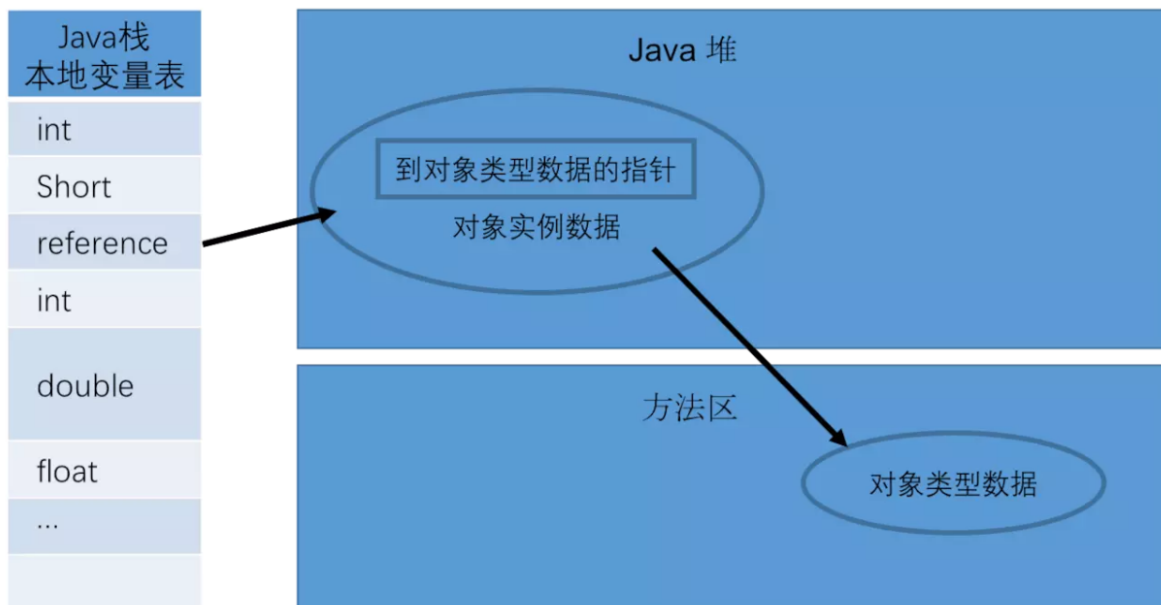 Java栈
本地变量表
int
Short
reference
int
double
float
...
Java 堆
到对象类型数据的指针
对象实例数据
方法区
对象类型数据